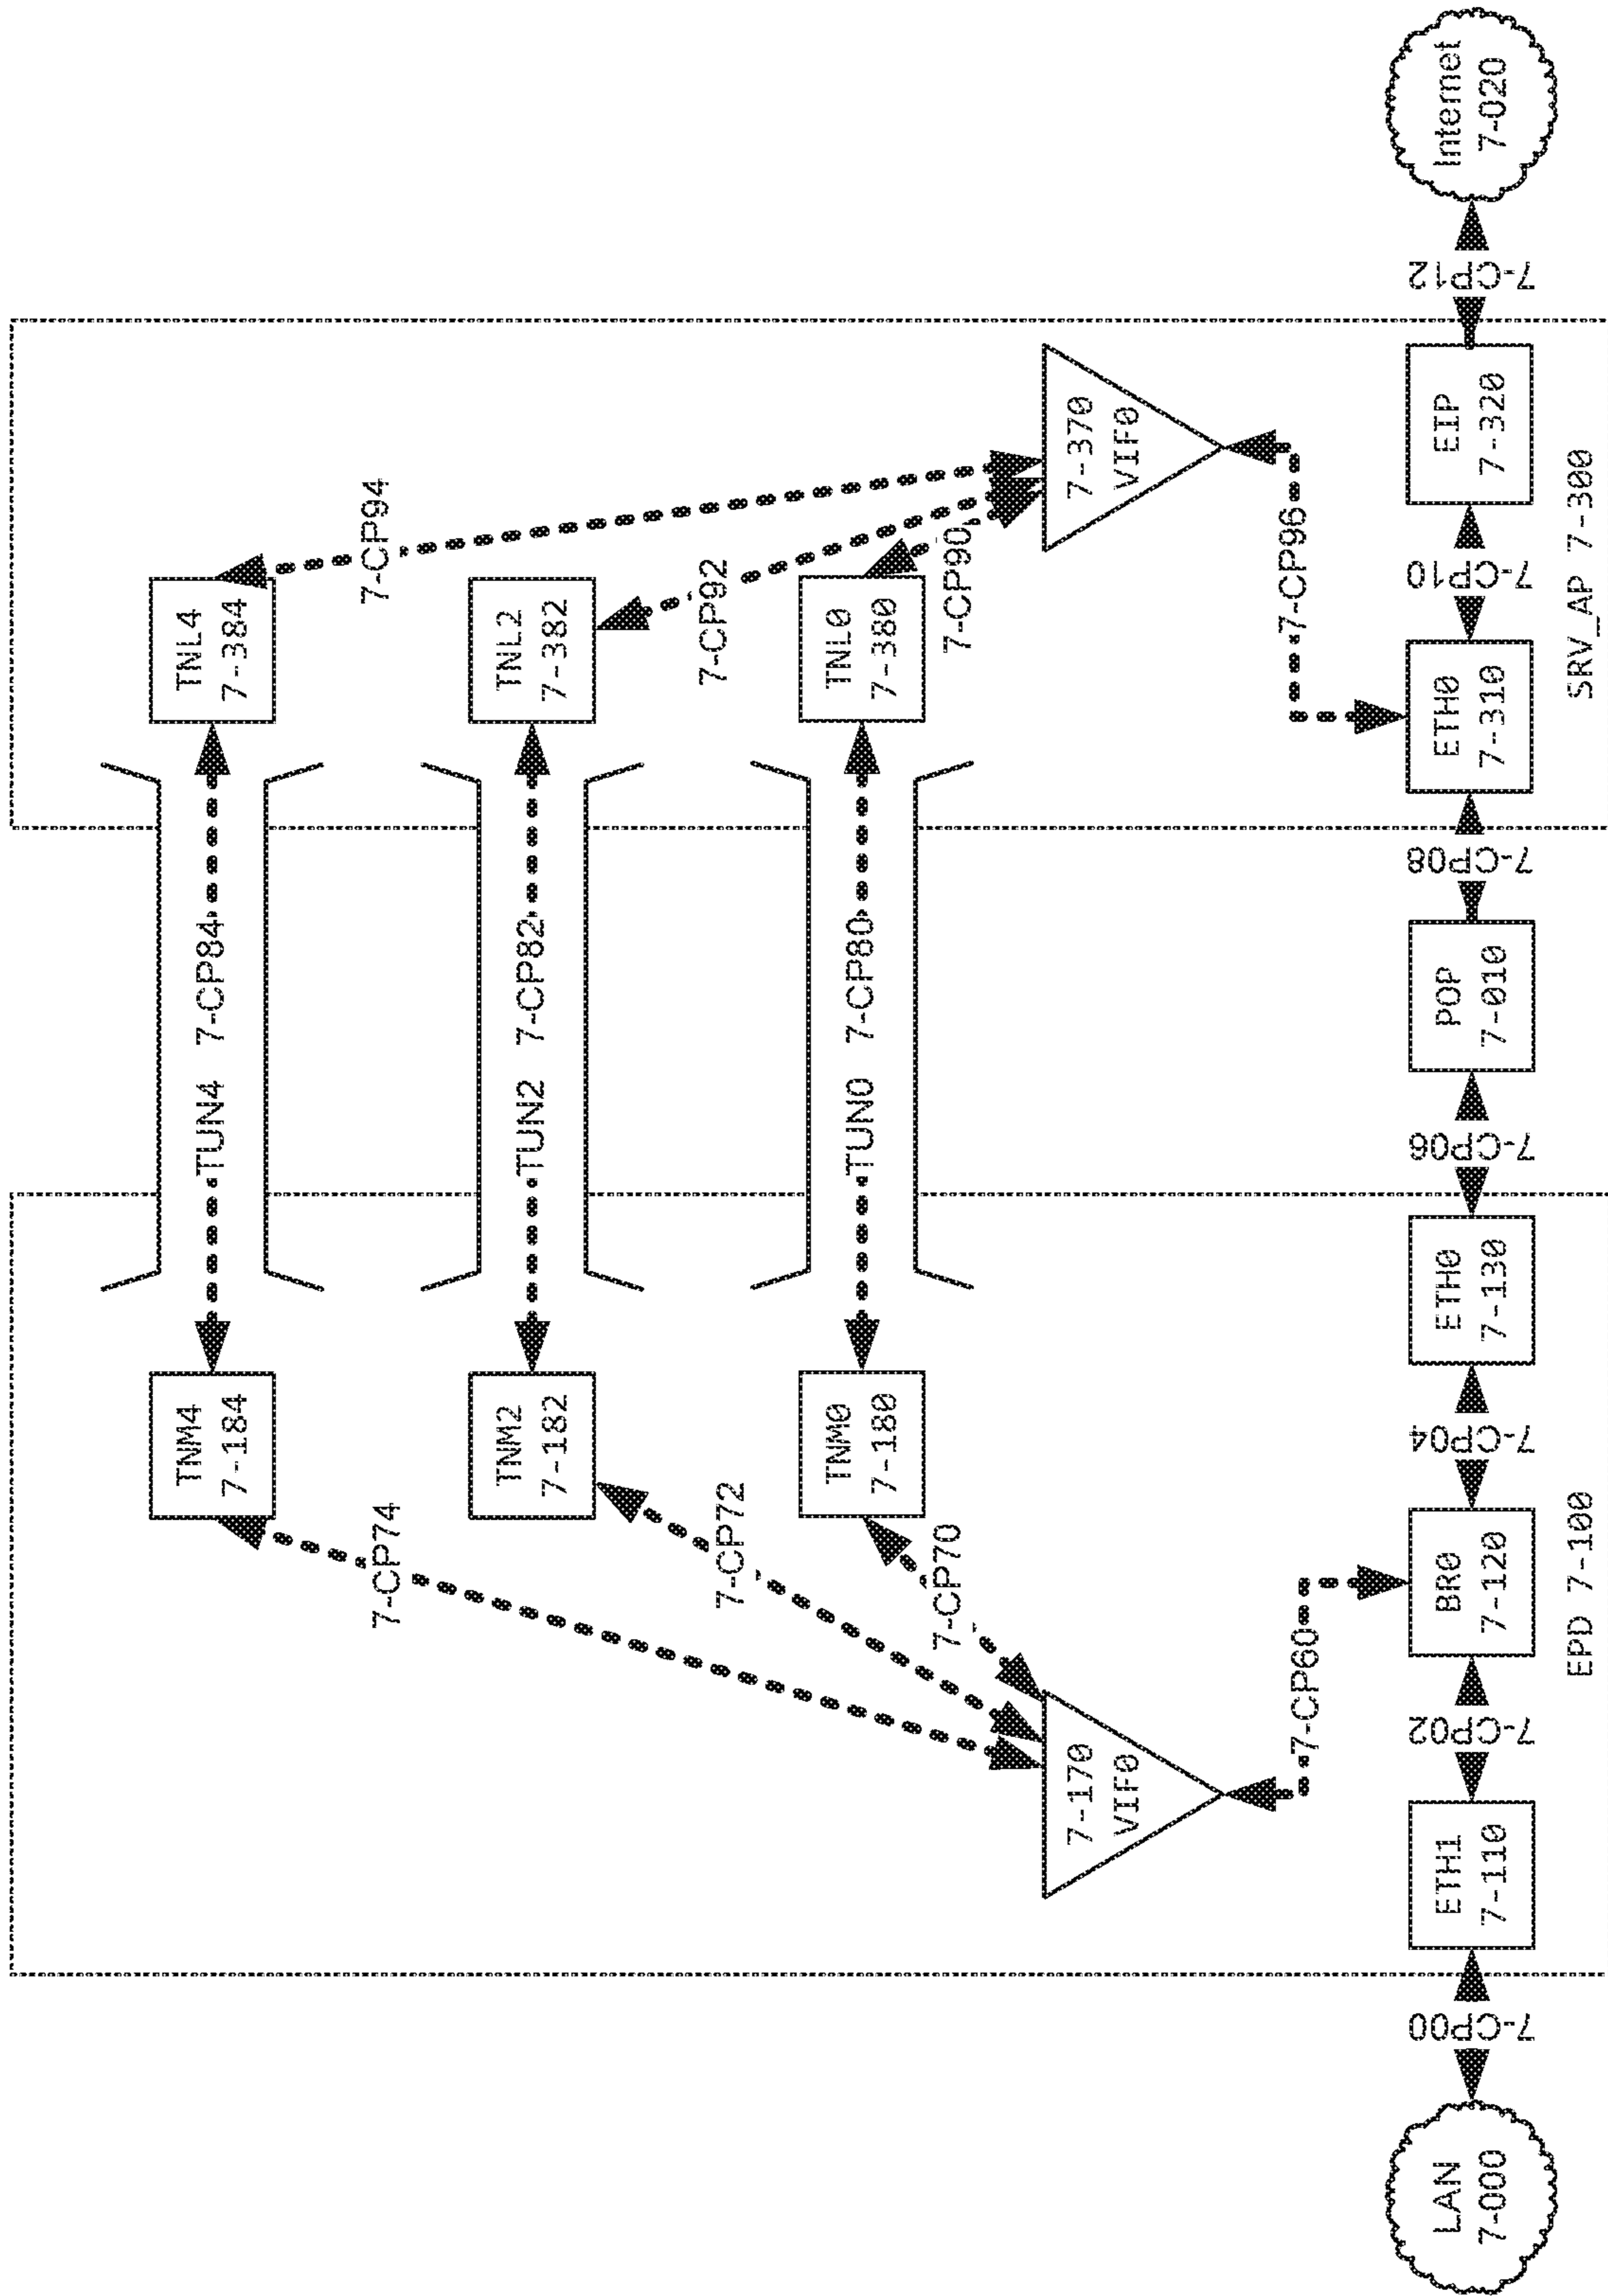 TNM4
7-184
TUN4
7-CP84
TNL4
7-384
7-CP74
7-CP94
TNM2
7-182
TUN2
7-CP82
TNL2
7-382
7-CP72
7-CP92
TNM0
7-180
TUN0
7-CP80
TNL0
7-380
7-CP70
7-CP90
7-170
VIF0
7-370
VIF0
7-CP60
7-CP96
LAN
7-000
7-CP00
ETH1
7-110
7-CP02
BR0
7-120
7-CP04
ETH0
7-130
7-CP06
POP
7-010
7-CP08
ETH0
7-310
7-CP10
EIP
7-320
7-CP12
Internet
7-020
EPD 7-100
SRV_AP 7-300